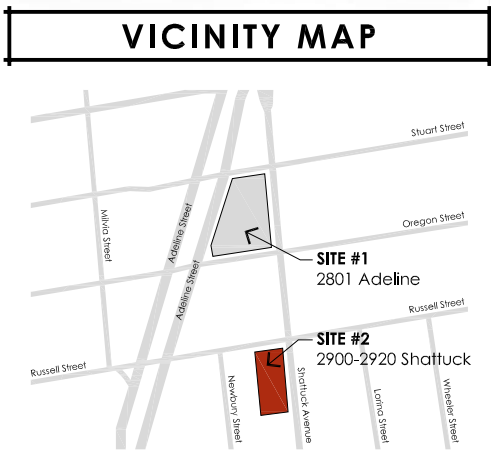 VICINITY MAP
Stuart Street
Milvia Street
Adeline Street
Oregon Street
SITE #1
2801 Adeline
Adeline Street
Russell Street
SITE #2
2900-2920 Shattuck
Russell Street
Newbury Street
Shattuck Avenue
Lorina Street
Wheeler Street